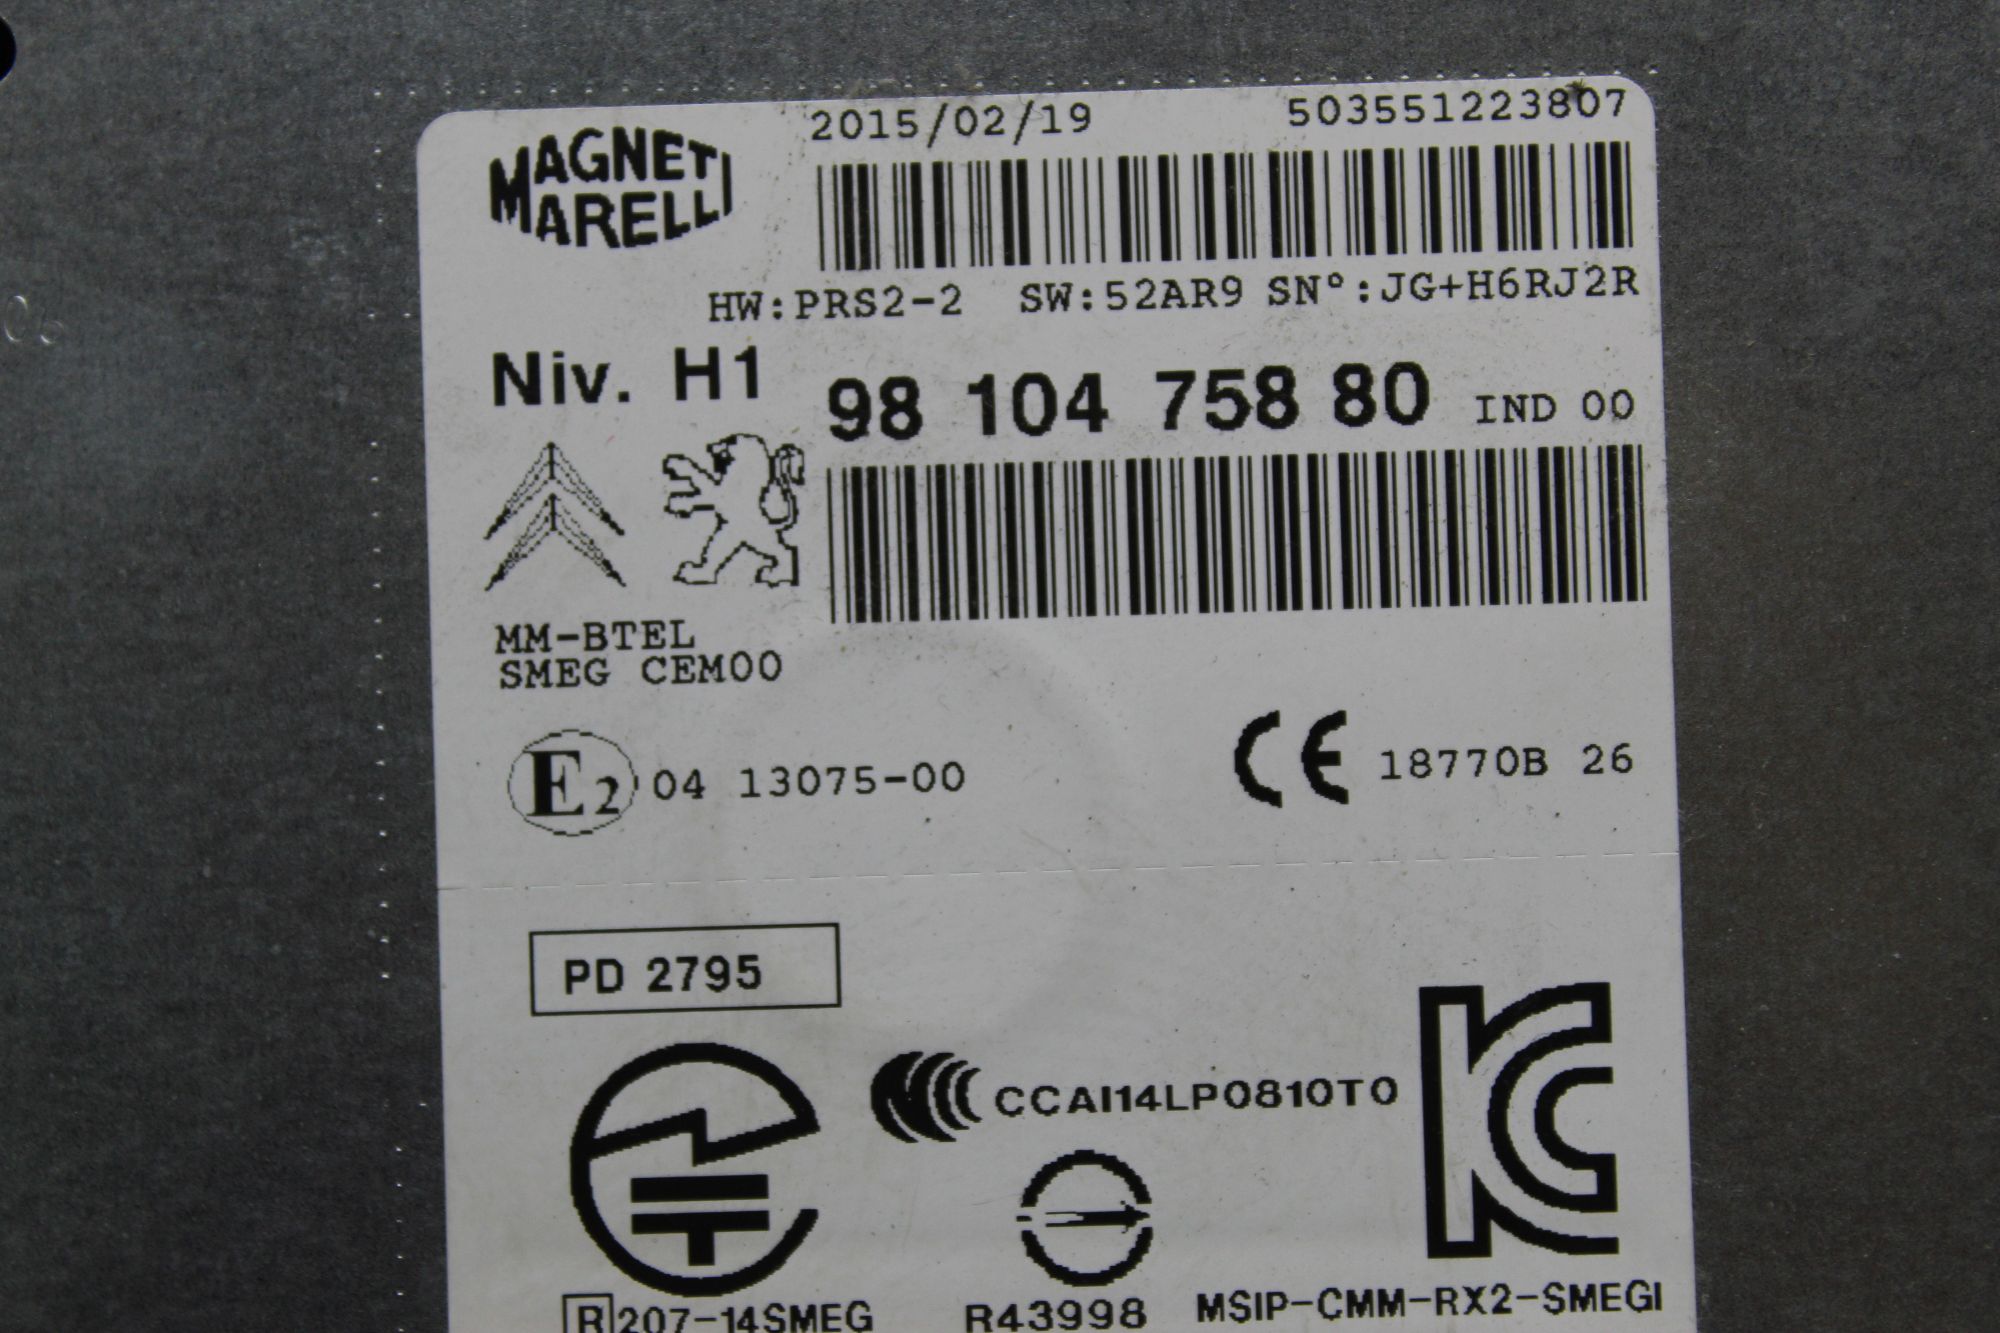 MAGNETI
MARELLI
2015/02/19 503551223807
HW:PRS2-2 SW:52AR9 SN°:JG+H6RJ2R
Niv. H1 98 104 758 80 IND 00
MM-BTEL
SMEG CEM00
E2 04 13075-00 CE 18770B 26
PD 2795
CCAI14LP0810T0
R 207-14SMEG R43998 MSIP-CMM-RX2-SMEGI